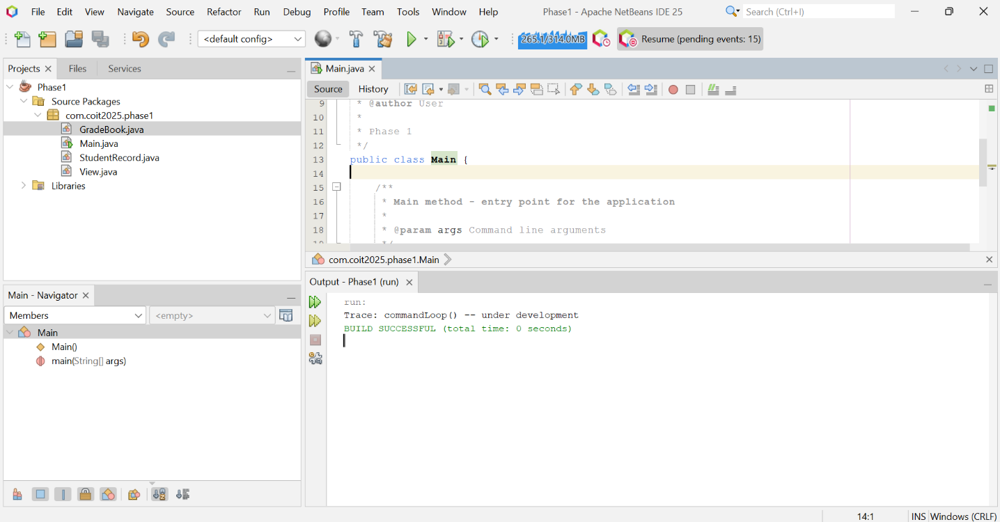 File Edit View Navigate Source Refactor Run Debug Profile Team Tools Window Help Phase1 - Apache NetBeans IDE 25 Search (Ctrl+I)
<default config> 265.1/314.0MB Resume (pending events: 15)
Projects Files Services
Phase1
Source Packages
com.coit2025.phase1
GradeBook.java
Main.java
StudentRecord.java
View.java
Libraries
Main.java
Source History
9 * @author User
10 *
11 * Phase 1
12 */
13 public class Main {
14
15 /**
16 * Main method - entry point for the application
17 *
18 * @param args Command line arguments
19 */
com.coit2025.phase1.Main
Main - Navigator
Members <empty>
Main
Main()
main(String[] args)
Output - Phase1 (run)
run:
Trace: commandLoop() -- under development
BUILD SUCCESSFUL (total time: 0 seconds)
14:1 INS Windows (CRLF)